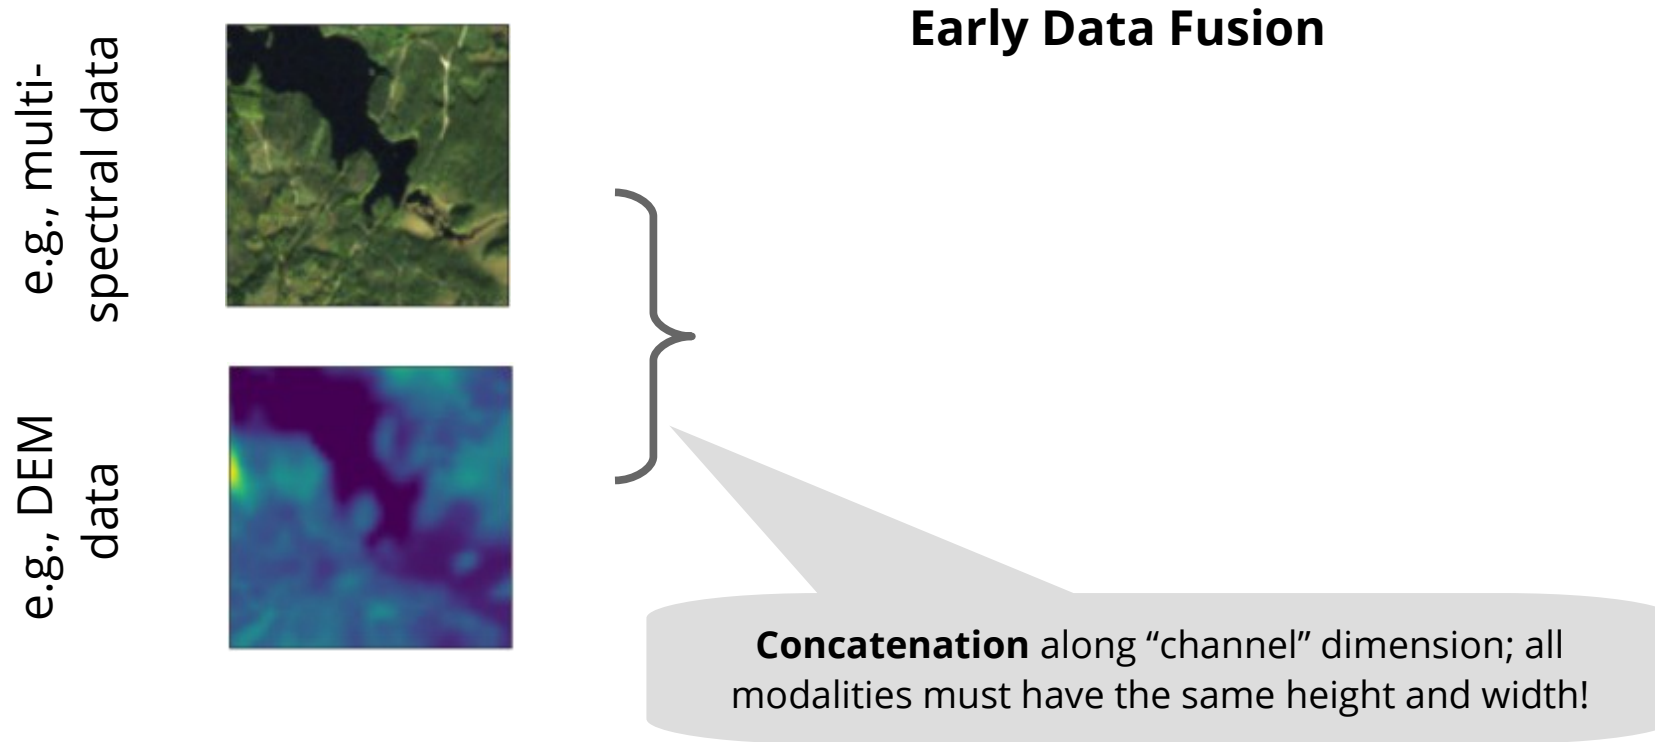 Early Data Fusion
e.g., multi-
spectral data
e.g., DEM
data
Concatenation along “channel” dimension; all
modalities must have the same height and width!